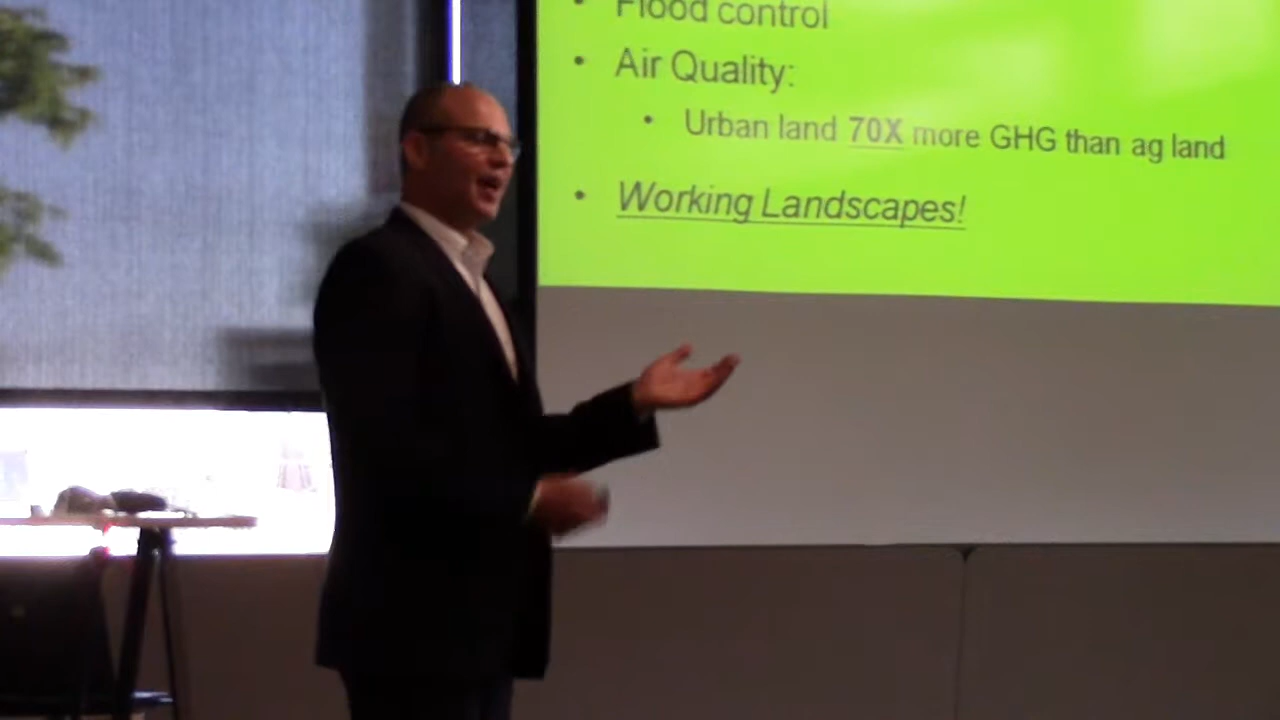 • Flood control
• Air Quality:
• Urban land 70X more GHG than ag land
• Working Landscapes!